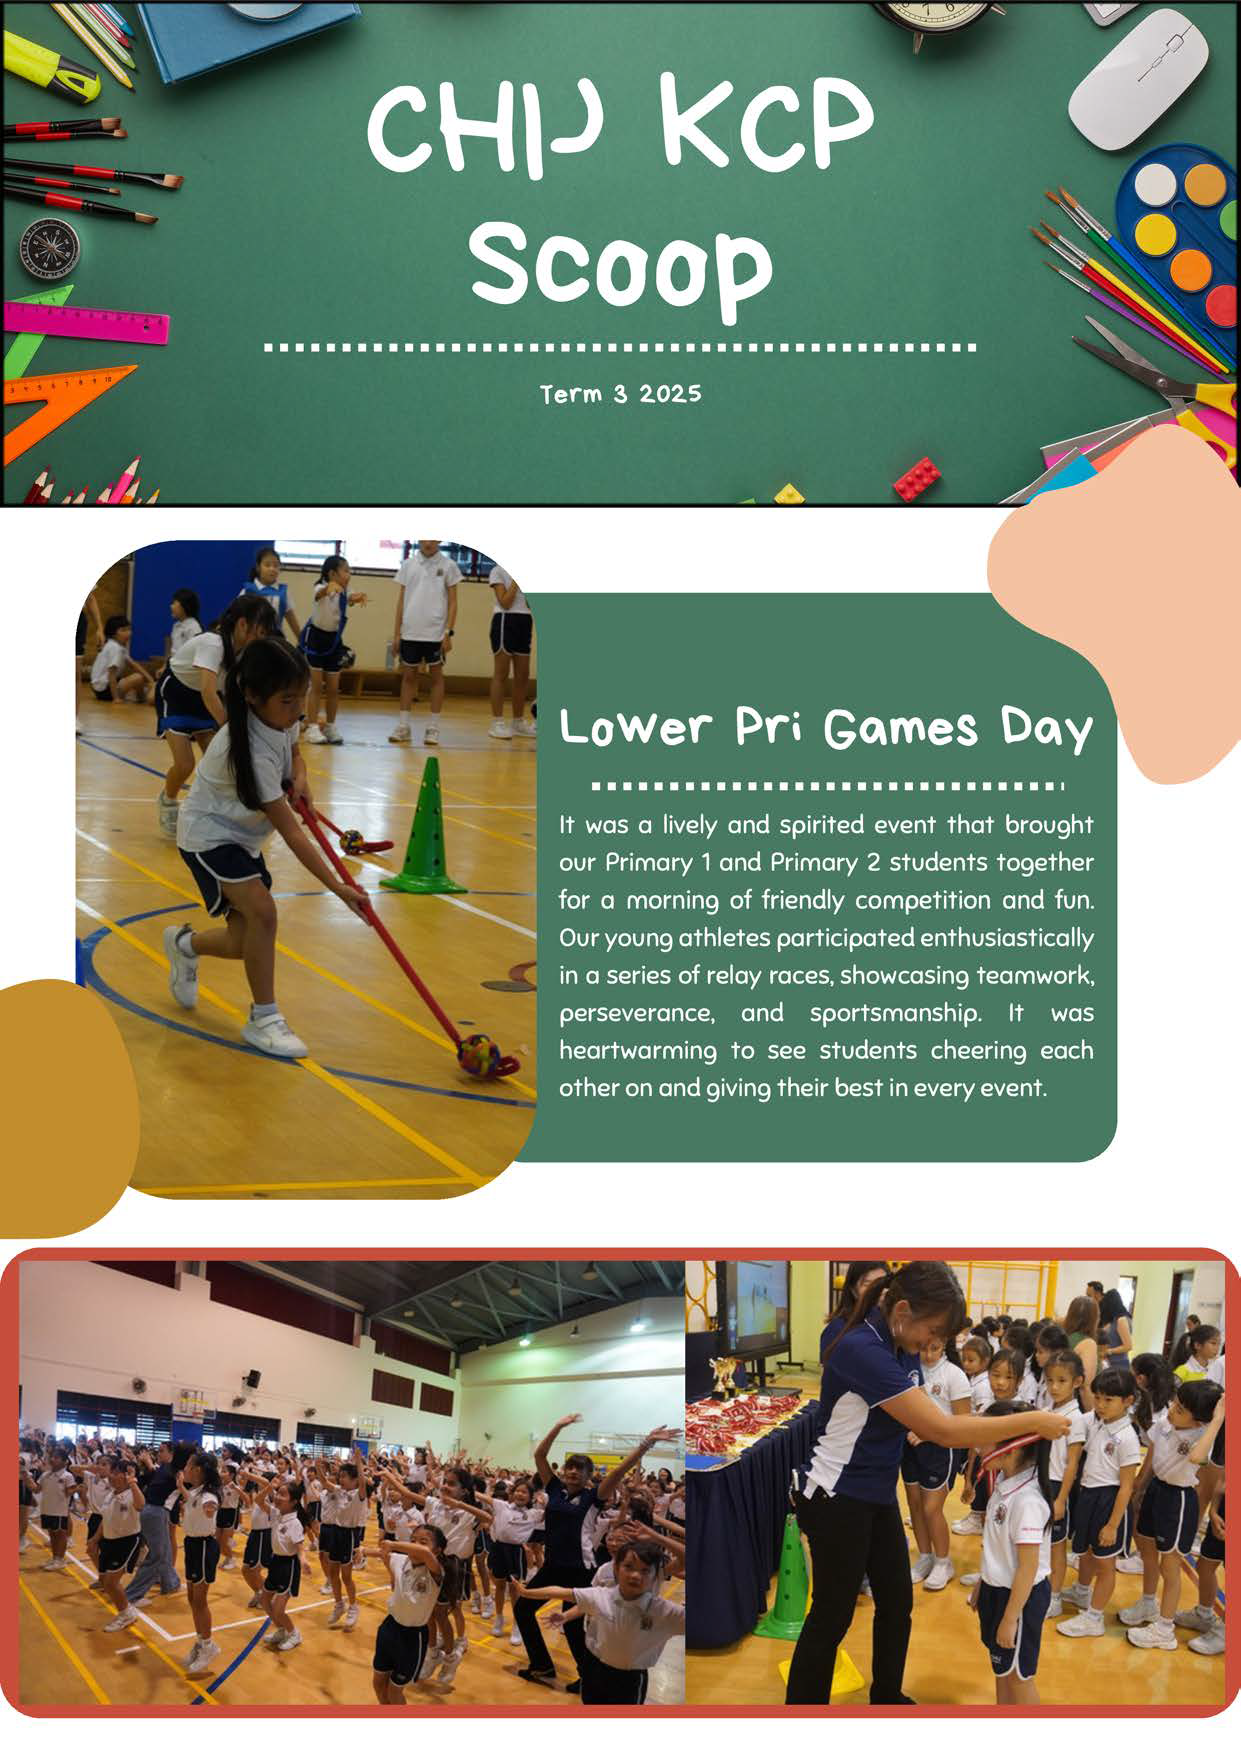 CHIJ KCP
Scoop
Term 3 2025
Lower Pri Games Day
It was a lively and spirited event that brought
our Primary 1 and Primary 2 students together
for a morning of friendly competition and fun.
Our young athletes participated enthusiastically
in a series of relay races, showcasing teamwork,
perseverance, and sportsmanship. It was
heartwarming to see students cheering each
other on and giving their best in every event.